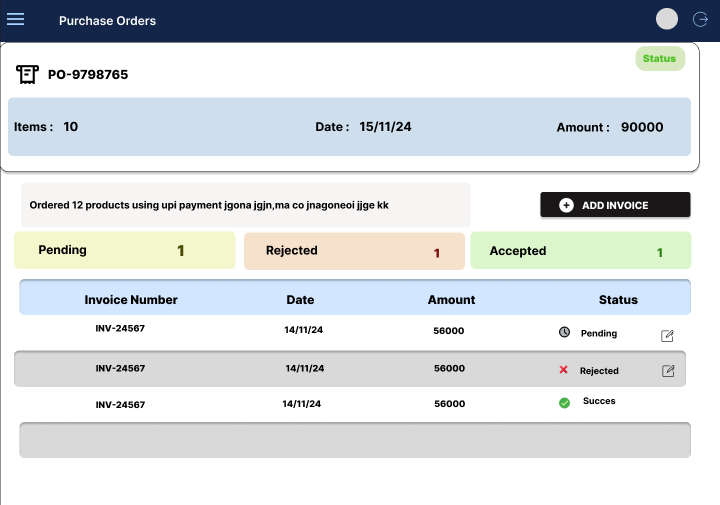 Purchase Orders
Status
PO-9798765
Items : 10 Date : 15/11/24 Amount : 90000
Ordered 12 products using upi payment jgona jgjn,ma co jnagoneoi jjge kk
ADD INVOICE
Pending 1 Rejected 1 Accepted 1
Invoice Number Date Amount Status
INV-24567 14/11/24 56000 Pending
INV-24567 14/11/24 56000 Rejected
INV-24567 14/11/24 56000 Succes